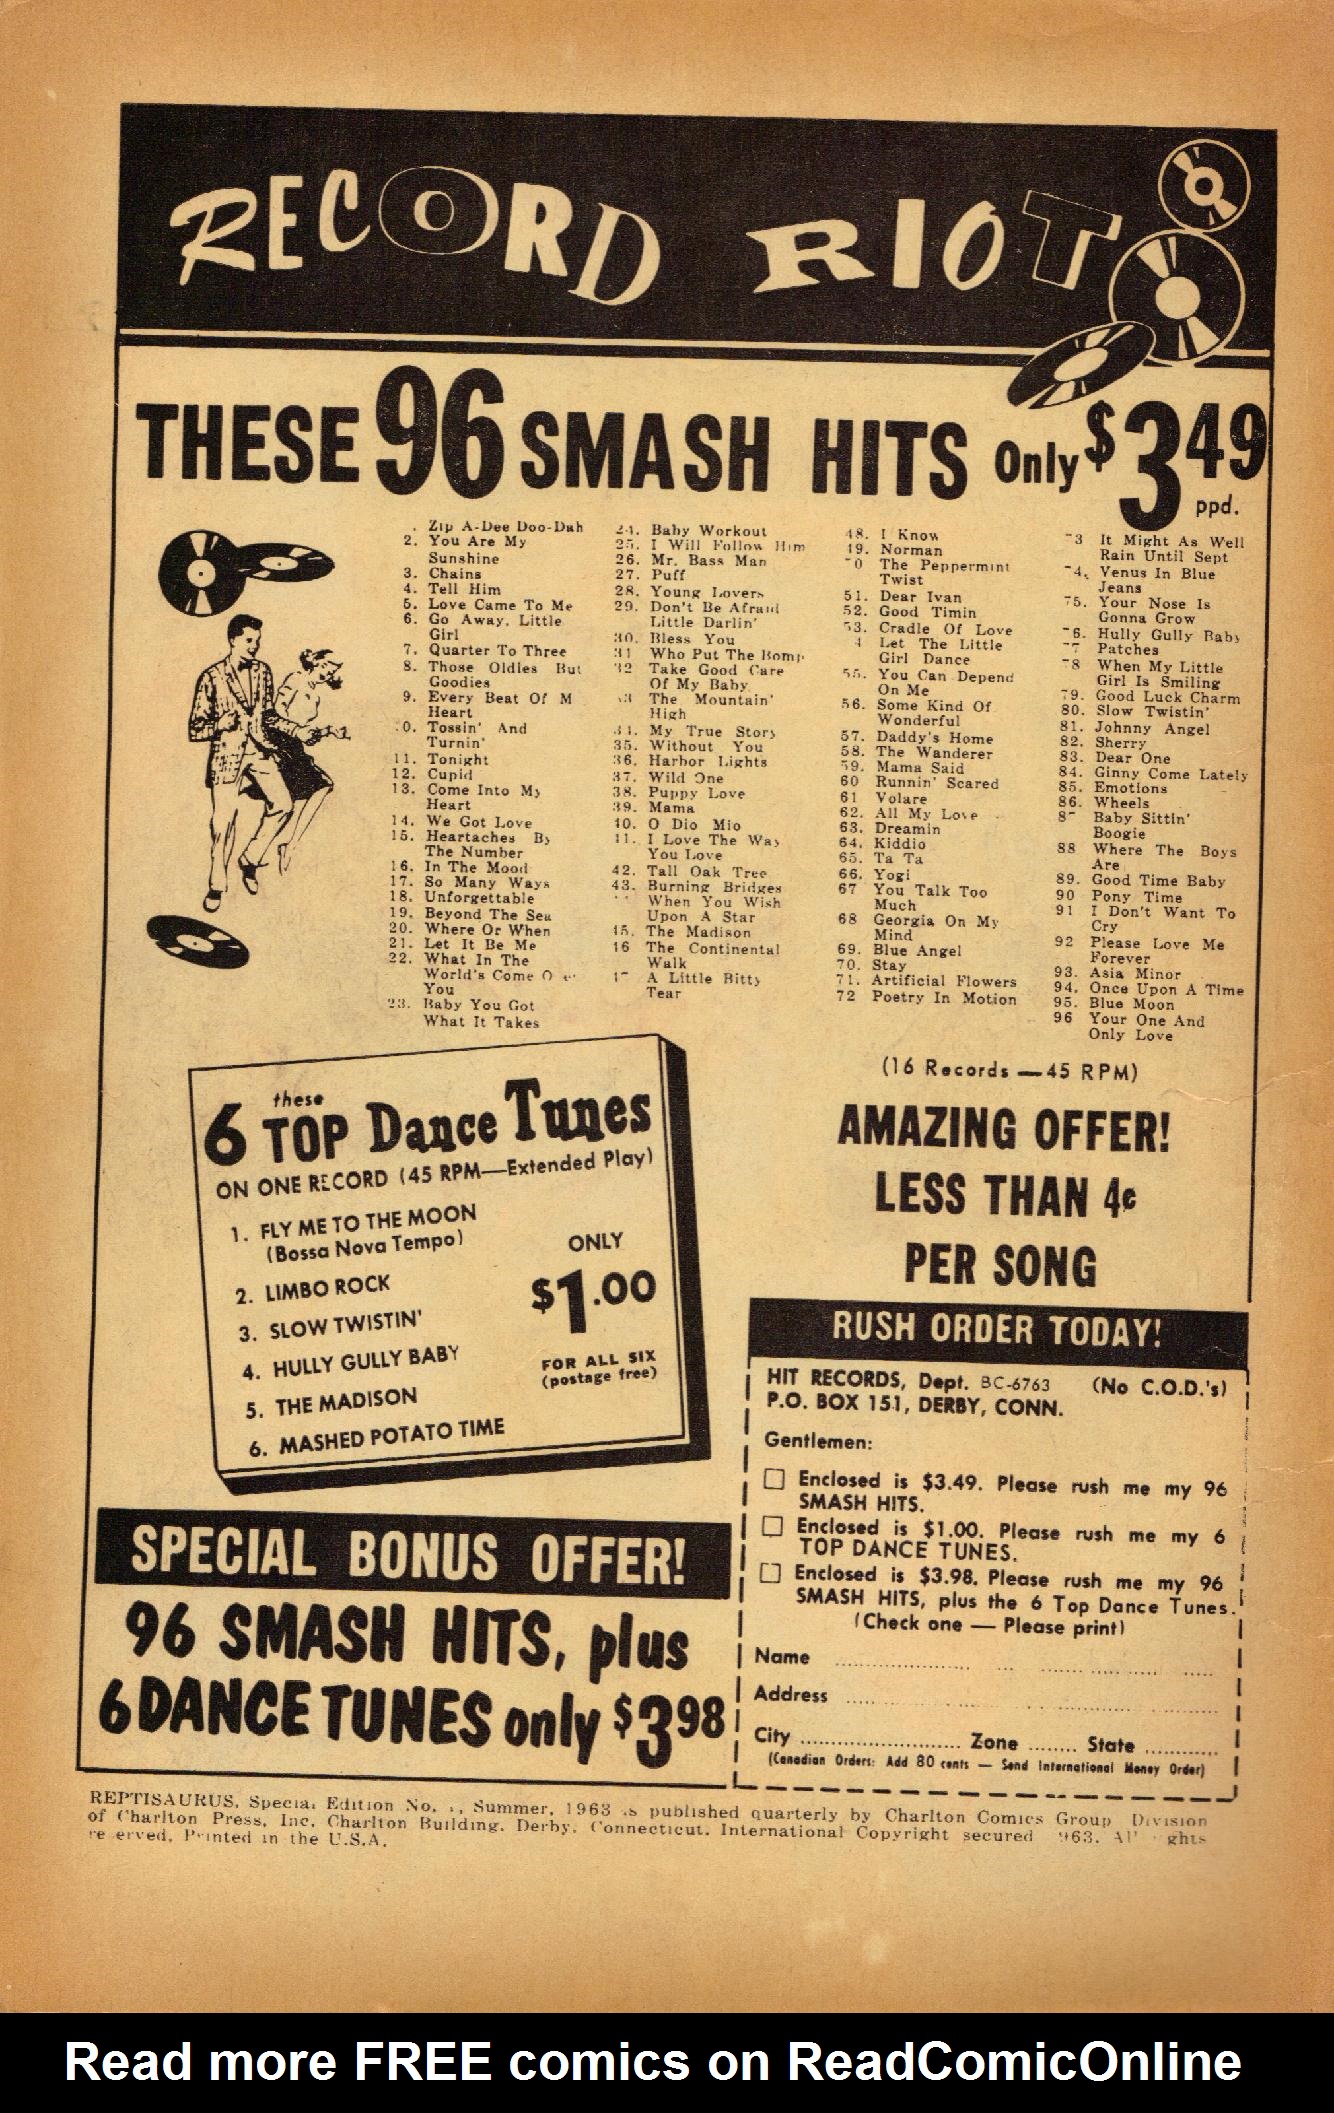 RECORD RIOT
THESE 96 SMASH HITS Only $3.49
ppd.
. Zip A-Dee Doo-Dah
2. You Are My
Sunshine
3. Chains
4. Tell Him
5. Love Came To Me
6. Go Away, Little
Girl
7. Quarter To Three
8. Those Oldies But
Goodies
9. Every Beat Of M
Heart
0. Tossin' And
Turnin'
11. Tonight
12. Cupid
13. Come Into My
Heart
14. We Got Love
15. Heartaches By
The Number
16. In The Mood
17. So Many Ways
18. Unforgettable
19. Beyond The Sea
20. Where Or When
21. Let It Be Me
22. What In The
World's Come
You
23. Baby You Got
What It Takes
24. Baby Workout
25. I Will Follow Him
26. Mr. Bass Man
27. Puff
28. Young Lovers
29. Don't Be Afraid
Little Darlin'
30. Bless You
31 Who Put The Bomp
32 Take Good Care
Of My Baby
3 The Mountain'
High
34. My True Story
35. Without You
36. Harbor Lights
37. Wild One
38. Puppy Love
39. Mama
40. O Dio Mio
41. I Love The Way
You Love
42. Tall Oak Tree
43. Burning Bridges
When You Wish
Upon A Star
45. The Madison
46 The Continental
Walk
A Little Bitty
Tear
48. I Know
49. Norman
0 The Peppermint
Twist
51. Dear Ivan
52. Good Timin
53. Cradle Of Love
4 Let The Little
Girl Dance
55. You Can Depend
On Me
56. Some Kind Of
Wonderful
57. Daddy's Home
58. The Wanderer
59. Mama Said
60 Runnin' Scared
61 Volare
62. All My Love
63. Dreamin
64. Kiddio
65. Ta Ta
66. Yogi
67 You Talk Too
Much
68 Georgia On My
Mind
69. Blue Angel
70. Stay
71. Artificial Flowers
72 Poetry In Motion
73 It Might As Well
Rain Until Sept
74. Venus In Blue
Jeans
75. Your Nose Is
Gonna Grow
76. Hully Gully Baby
77 Patches
78 When My Little
Girl Is Smiling
79. Good Luck Charm
80. Slow Twistin'
81. Johnny Angel
82. Sherry
83. Dear One
84. Ginny Come Lately
85. Emotions
86. Wheels
87 Baby Sittin'
Boogie
88 Where The Boys
Are
89. Good Time Baby
90 Pony Time
91 I Don't Want To
Cry
92 Please Love Me
Forever
93. Asia Minor
94. Once Upon A Time
95. Blue Moon
96 Your One And
Only Love
(16 Records — 45 RPM)
AMAZING OFFER!
LESS THAN 4¢
PER SONG
these
6 TOP Dance Tunes
ON ONE RECORD (45 RPM—Extended Play)
1. FLY ME TO THE MOON
(Bossa Nova Tempo)
2. LIMBO ROCK
3. SLOW TWISTIN'
4. HULLY GULLY BABY
5. THE MADISON
6. MASHED POTATO TIME
ONLY
$1.00
FOR ALL SIX
(postage free)
SPECIAL BONUS OFFER!
96 SMASH HITS, plus
6 DANCE TUNES only $3.98
RUSH ORDER TODAY!
HIT RECORDS, Dept. BC-6763 (No C.O.D.'s)
P.O. BOX 151, DERBY, CONN.
Gentlemen:
Enclosed is $3.49. Please rush me my 96
SMASH HITS.
Enclosed is $1.00. Please rush me my 6
TOP DANCE TUNES.
Enclosed is $3.98. Please rush me my 96
SMASH HITS, plus the 6 Top Dance Tunes.
(Check one — Please print)
Name
Address
City Zone State
(Canadian Orders: Add 80 cents — Send International Money Order)
REPTISAURUS, Special Edition No. , Summer, 1963 is published quarterly by Charlton Comics Group Division
of Charlton Press, Inc. Charlton Building, Derby, Connecticut. International Copyright secured 1963. All rights
reserved. Printed in the U.S.A.
Read more FREE comics on ReadComicOnline